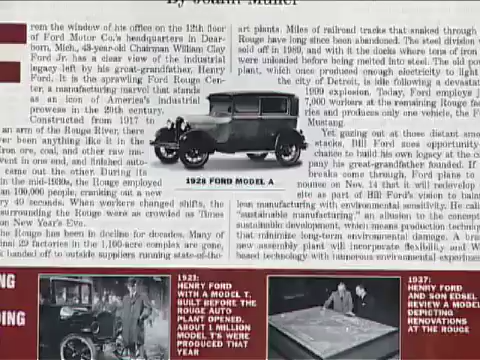 By Joann Muller
rom the window of his office on the 12th floor
of Ford Motor Co.'s headquarters in Dear-
born, Mich., 43-year-old Chairman William Clay
Ford Jr. has a clear view of the industrial
legacy left by his great-grandfather, Henry
Ford. It is the sprawling Ford Rouge Cen-
ter, a manufacturing marvel that stands
as an icon of America's industrial
prowess in the 20th century.
Constructed from 1917 to
an arm of the Rouge River, there
ver been anything like it in the
Iron ore, coal, and other raw ma-
went in one end, and finished auto-
came out the other. During its
in the mid-1930s, the Rouge employed
an 100,000 people, cranking out a new
ry 49 seconds. When workers changed shifts, the
surrounding the Rouge were as crowded as Times
on New Year's Eve.
he Rouge has been in decline for decades. Many of
inal 29 factories in the 1,100-acre complex are gone,
handed off to outside suppliers running state-of-the-
1928 FORD MODEL A
art plants. Miles of railroad tracks that snaked through
Rouge have long since been abandoned. The steel division
sold off in 1989, and with it the docks where tons of iron
were unloaded before being melted into steel. The old po
plant, which once produced enough electricity to light
the city of Detroit, is idle following a devastat
1999 explosion. Today, Ford employs j
7,000 workers at the remaining Rouge fac
ries and produces only one vehicle, the Fo
Mustang.
Yet gazing out at those distant smo
stacks, Bill Ford sees opportunity-
chance to build his own legacy at the co
pany his great-grandfather founded. If
breaks come through, Ford plans to
nounce on Nov. 14 that it will redevelop
site as part of Bill Ford's vision to balan
lean manufacturing with environmental sensitivity. He cal
"sustainable manufacturing," an allusion to the concept
sustainable development, which means production techniq
that minimize long-term environmental damage. A bra
new assembly plant will incorporate flexibility and W
based technology with numerous environmental experimen
NG
DING
1921:
HENRY FORD
WITH A MODEL T,
BUILT BEFORE THE
ROUGE AUTO
PLANT OPENED.
ABOUT 1 MILLION
MODEL T'S WERE
PRODUCED THAT
YEAR
1937:
HENRY FORD
AND SON EDSEL
REVIEW A MODEL
DEPICTING
RENOVATIONS
AT THE ROUGE